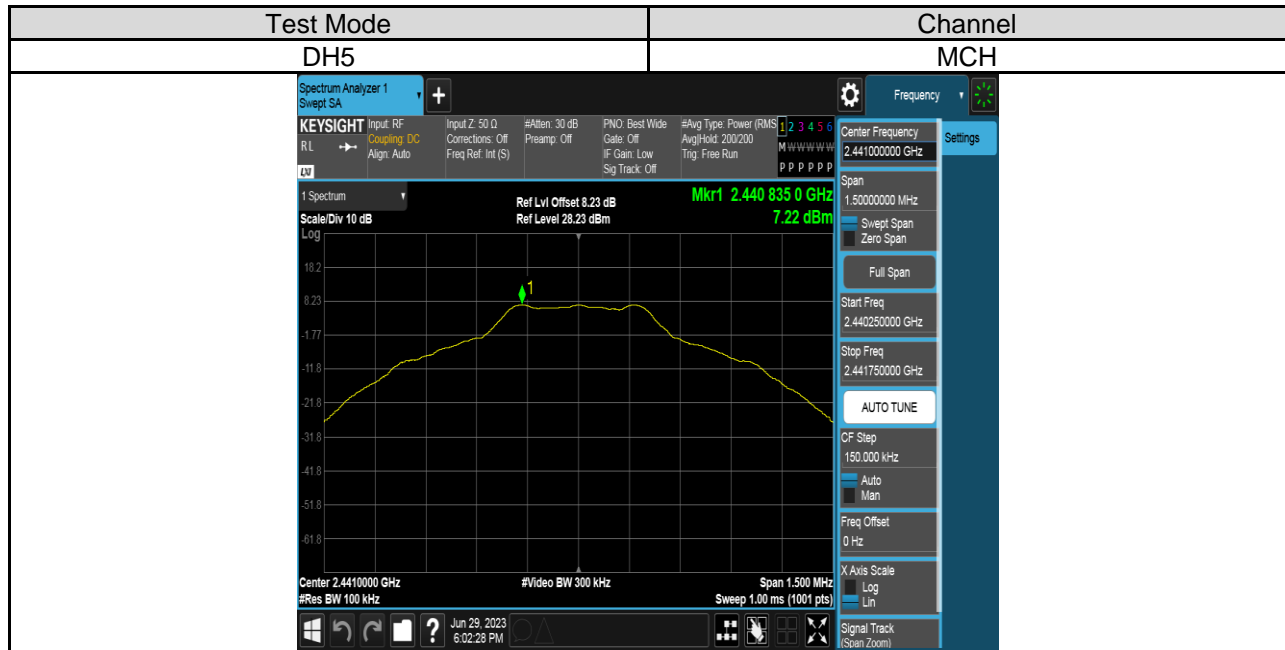 Test Mode Channel
DH5 MCH
Spectrum Analyzer 1
Swept SA
Frequency
KEYSIGHT
RL
LXI
Input: RF
Coupling: DC
Align: Auto
Input Z: 50 Ω
Corrections: Off
Freq Ref: Int (S)
#Atten: 30 dB
Preamp: Off
PNO: Best Wide
Gate: Off
IF Gain: Low
Sig Track: Off
#Avg Type: Power (RMS
Avg|Hold: 200/200
Trig: Free Run
1 2 3 4 5 6
M W W W W W
P P P P P P
1 Spectrum
Scale/Div 10 dB
Log
Ref Lvl Offset 8.23 dB
Ref Level 28.23 dBm
Mkr1 2.440 835 0 GHz
7.22 dBm
18.2
8.23
-1.77
-11.8
-21.8
-31.8
-41.8
-51.8
-61.8
1
Center 2.4410000 GHz
#Res BW 100 kHz
#Video BW 300 kHz
Span 1.500 MHz
Sweep 1.00 ms (1001 pts)
?
Jun 29, 2023
6:02:28 PM
Center Frequency
2.441000000 GHz
Settings
Span
1.50000000 MHz
Swept Span
Zero Span
Full Span
Start Freq
2.440250000 GHz
Stop Freq
2.441750000 GHz
AUTO TUNE
CF Step
150.000 kHz
Auto
Man
Freq Offset
0 Hz
X Axis Scale
Log
Lin
Signal Track
(Span Zoom)